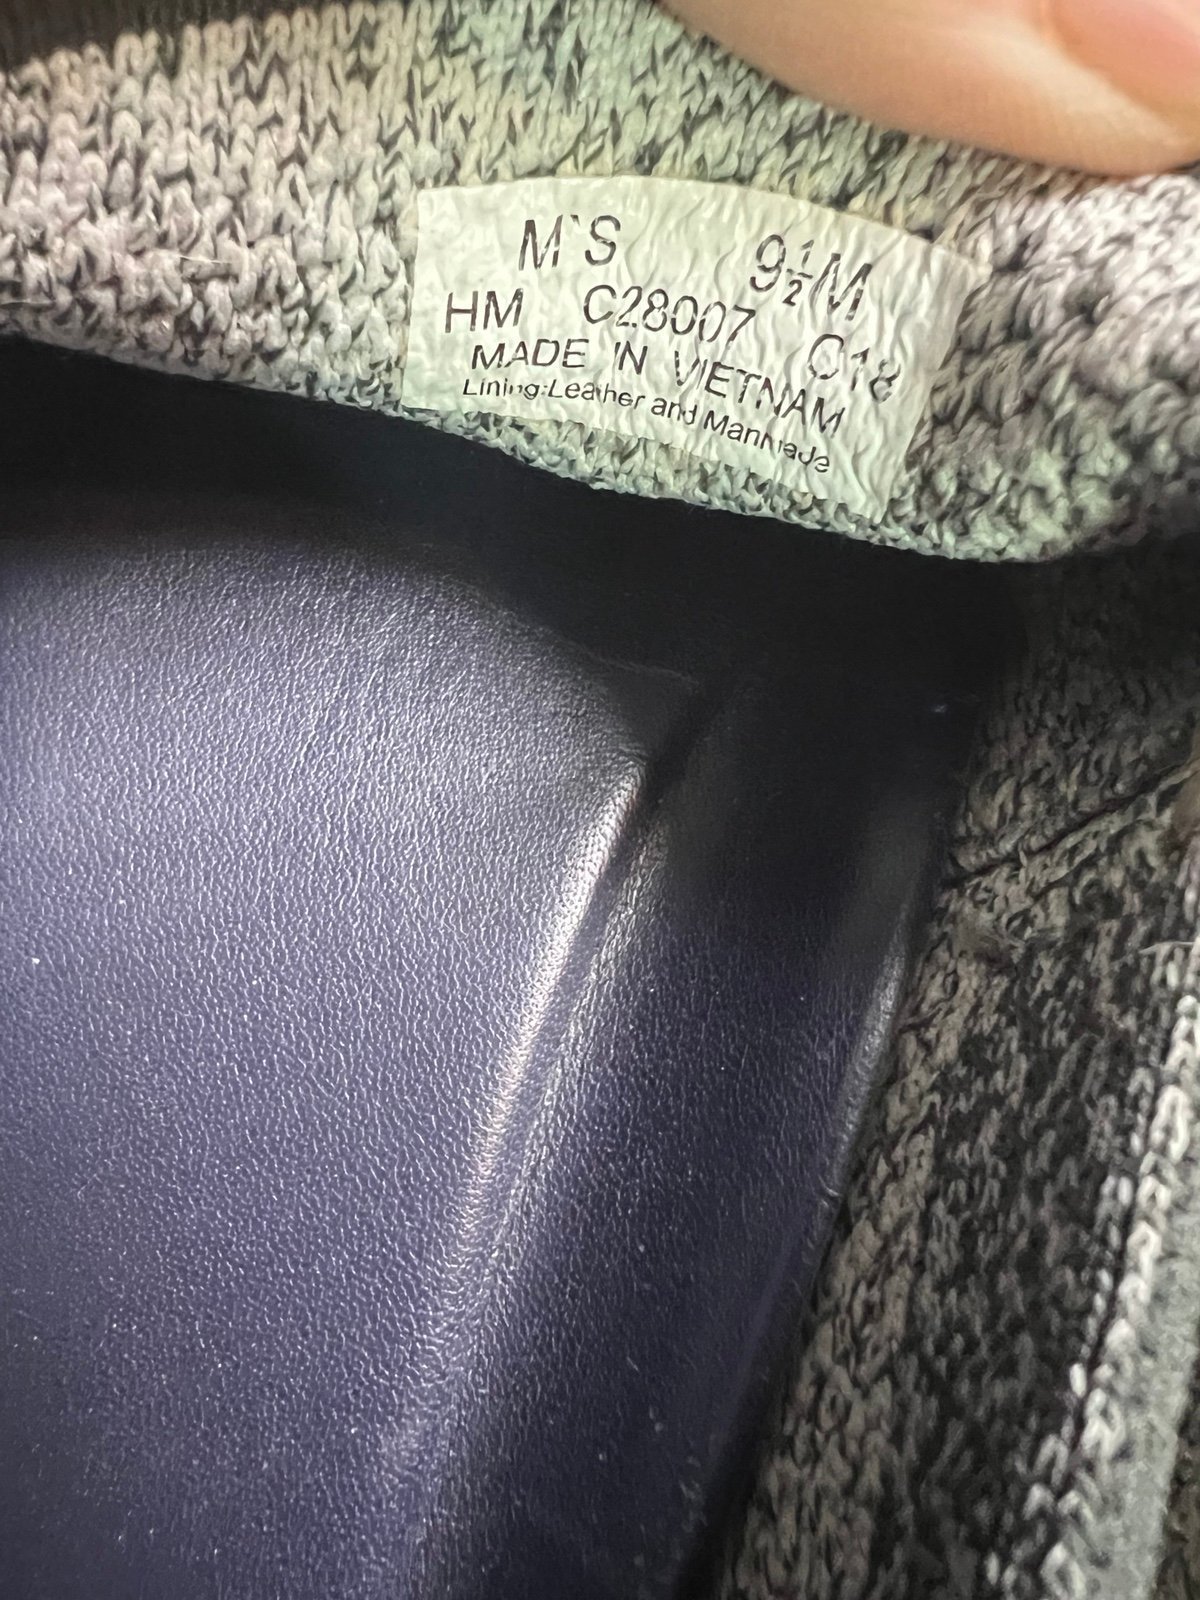 M`S 9½M
HM C28007 C18
MADE IN VIETNAM
Lining:Leather and Manmade